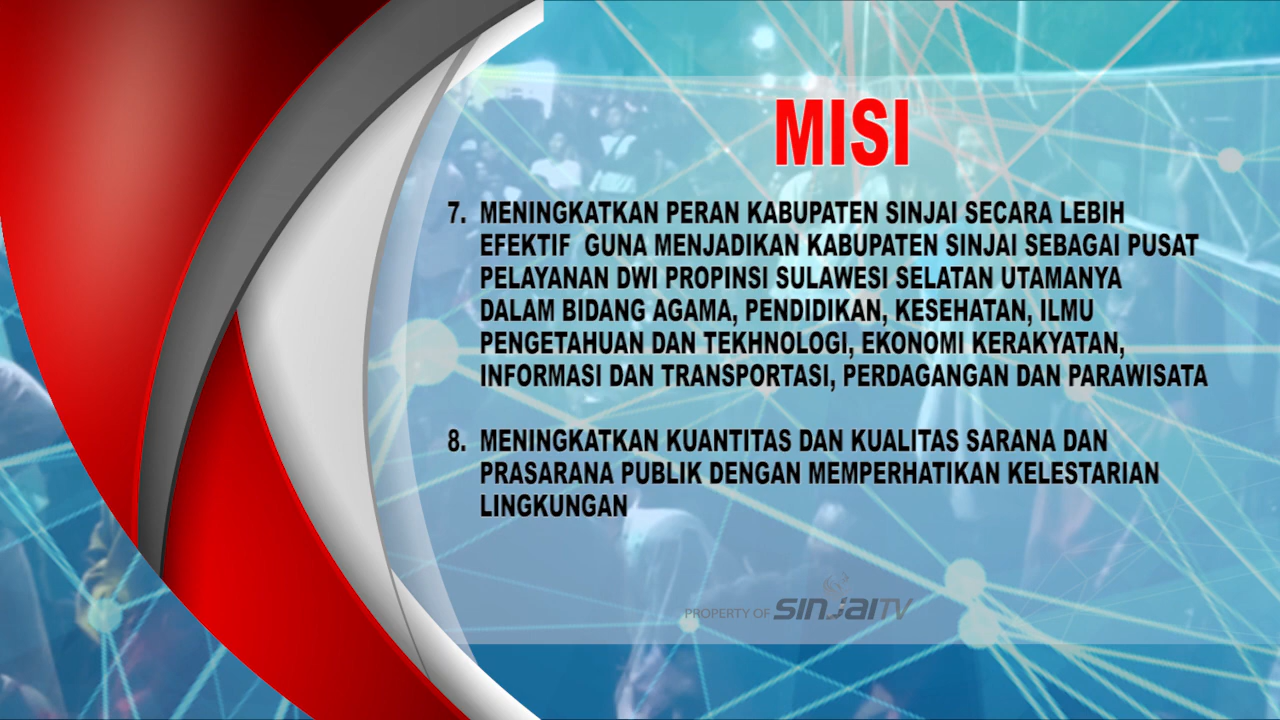 MISI
7. MENINGKATKAN PERAN KABUPATEN SINJAI SECARA LEBIH
EFEKTIF GUNA MENJADIKAN KABUPATEN SINJAI SEBAGAI PUSAT
PELAYANAN DWI PROPINSI SULAWESI SELATAN UTAMANYA
DALAM BIDANG AGAMA, PENDIDIKAN, KESEHATAN, ILMU
PENGETAHUAN DAN TEKHNOLOGI, EKONOMI KERAKYATAN,
INFORMASI DAN TRANSPORTASI, PERDAGANGAN DAN PARAWISATA
8. MENINGKATKAN KUANTITAS DAN KUALITAS SARANA DAN
PRASARANA PUBLIK DENGAN MEMPERHATIKAN KELESTARIAN
LINGKUNGAN
PROPERTY OF SINJAITV